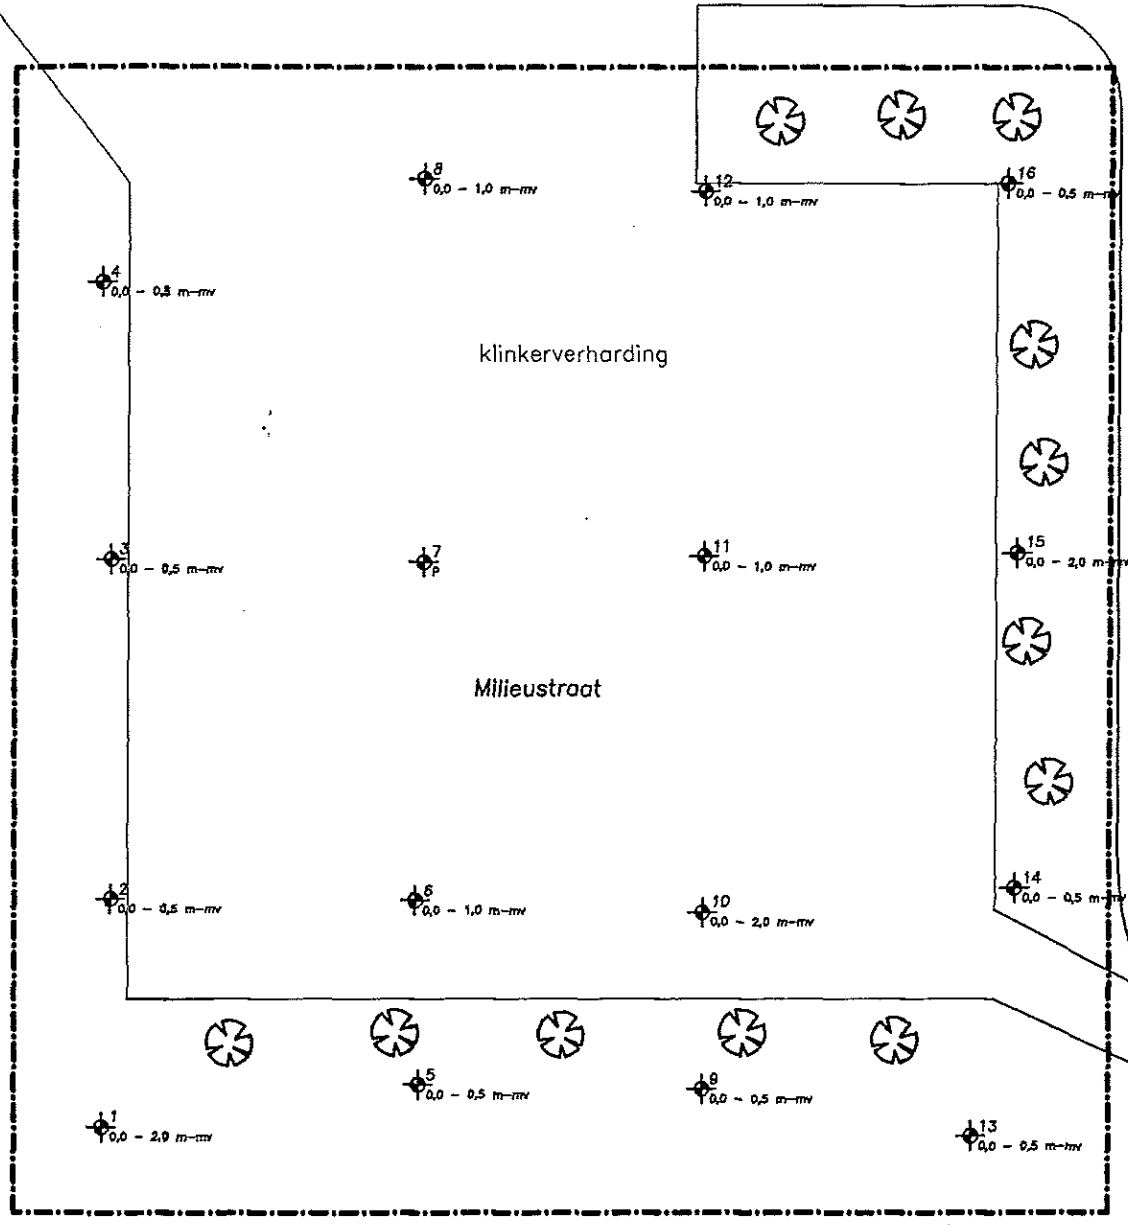 8
0,0 - 1,0 m-mv
12
0,0 - 1,0 m-mv
16
0,0 - 0,5 m-mv
4
0,0 - 0,5 m-mv
klinkerverharding
3
0,0 - 0,5 m-mv
7
P
11
0,0 - 1,0 m-mv
15
0,0 - 2,0 m-mv
Milieustraat
2
0,0 - 0,5 m-mv
6
0,0 - 1,0 m-mv
10
0,0 - 2,0 m-mv
14
0,0 - 0,5 m-mv
5
0,0 - 0,5 m-mv
9
0,0 - 0,5 m-mv
1
0,0 - 2,0 m-mv
13
0,0 - 0,5 m-mv